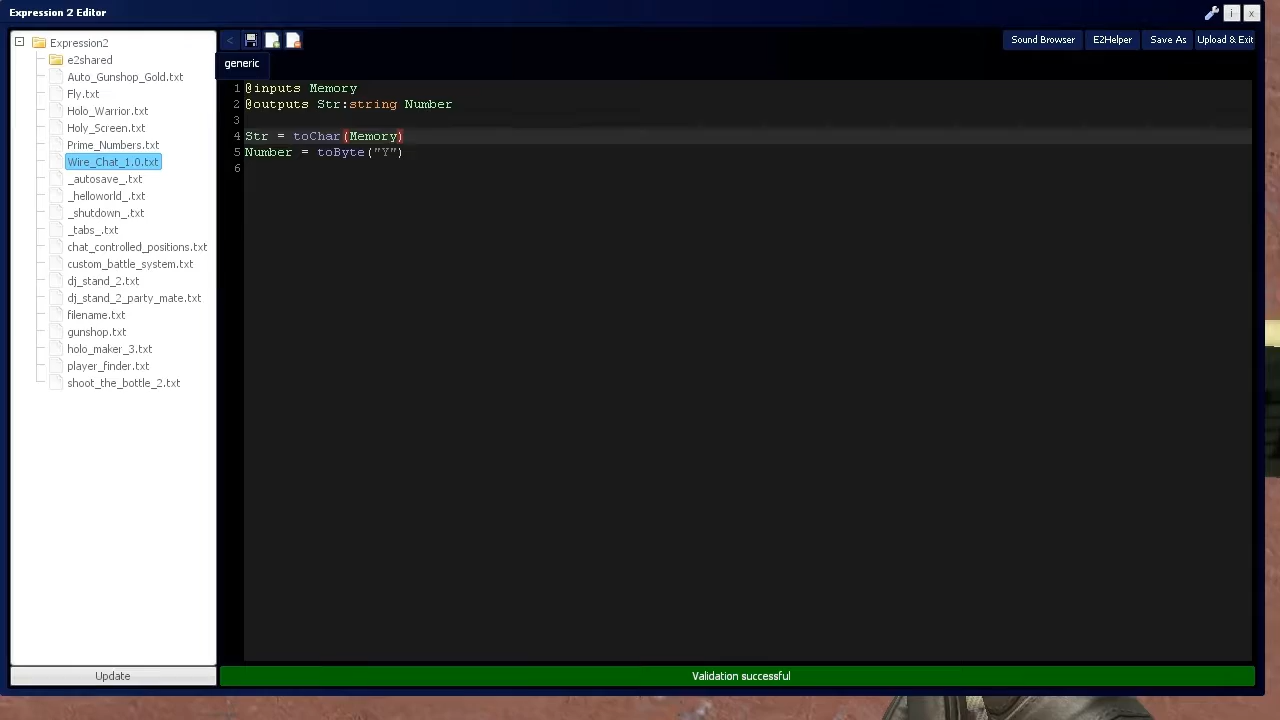 Expression 2 Editor
i
x
Expression2
e2shared
Auto_Gunshop_Gold.txt
Fly.txt
Holo_Warrior.txt
Holy_Screen.txt
Prime_Numbers.txt
Wire_Chat_1.0.txt
_autosave_.txt
_helloworld_.txt
_shutdown_.txt
_tabs_.txt
chat_controlled_positions.txt
custom_battle_system.txt
dj_stand_2.txt
dj_stand_2_party_mate.txt
filename.txt
gunshop.txt
holo_maker_3.txt
player_finder.txt
shoot_the_bottle_2.txt
Update
<
Sound Browser
E2Helper
Save As
Upload & Exit
generic
1 @inputs Memory
2 @outputs Str:string Number
3
4 Str = toChar(Memory)
5 Number = toByte("Y")
6
Validation successful